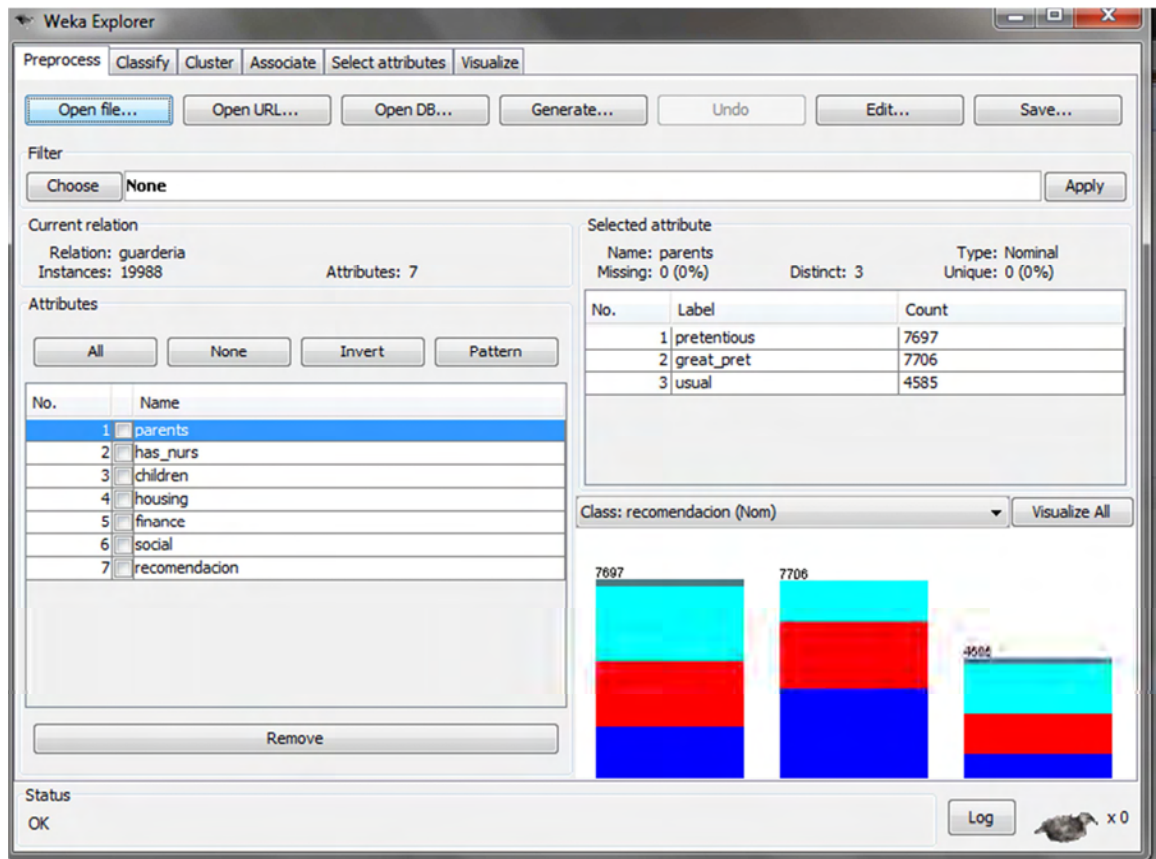 Weka Explorer
Preprocess Classify Cluster Associate Select attributes Visualize
Open file... Open URL... Open DB... Generate... Undo Edit... Save...
Filter
Choose None Apply
Current relation
Relation: guarderia
Instances: 19988 Attributes: 7
Attributes
All None Invert Pattern
No. Name
1 parents
2 has_nurs
3 children
4 housing
5 finance
6 social
7 recomendacion
Remove
Selected attribute
Name: parents Type: Nominal
Missing: 0 (0%) Distinct: 3 Unique: 0 (0%)
No. Label Count
1 pretentious 7697
2 great_pret 7706
3 usual 4585
Class: recomendacion (Nom) Visualize All
7697 7706 4585
Status
OK
Log x 0